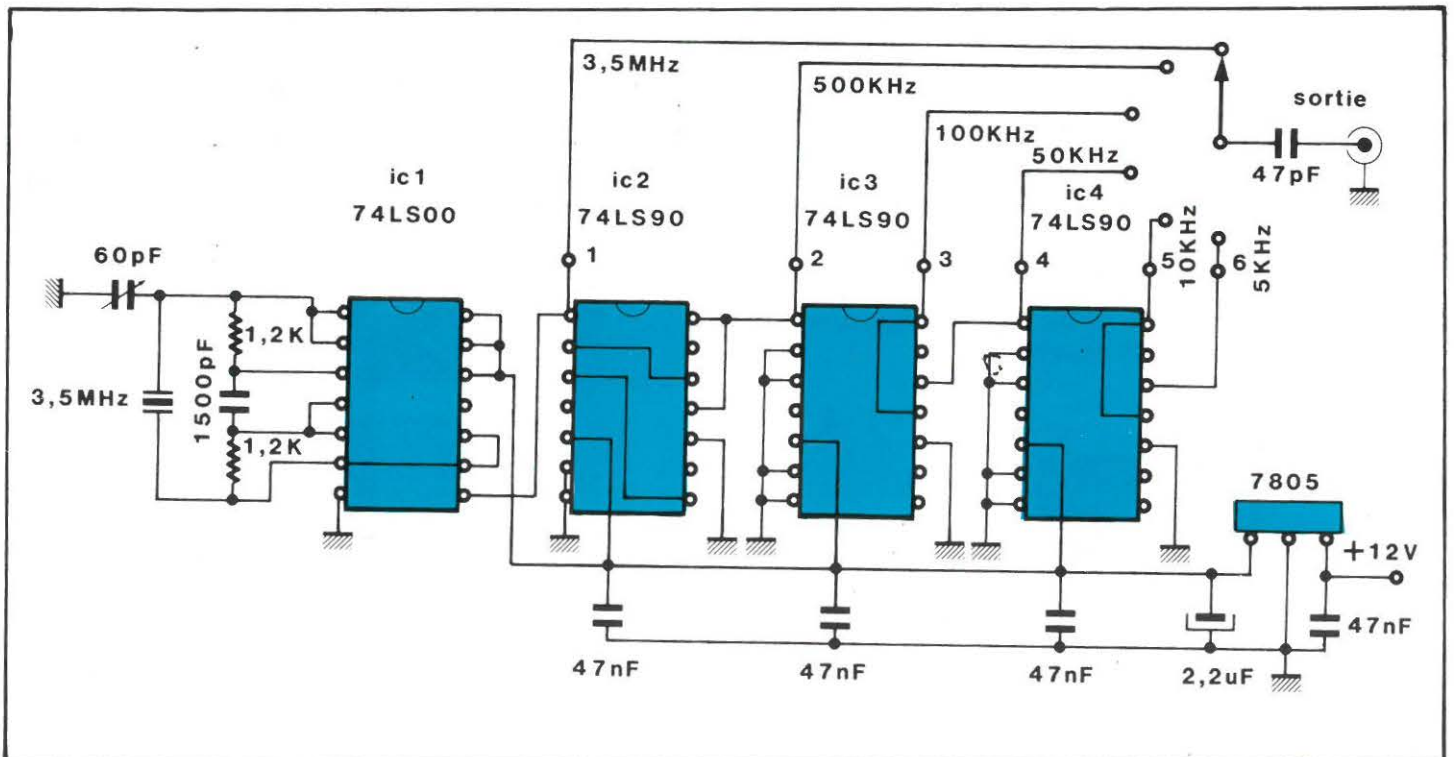 3,5MHz
500KHz
sortie
100KHz
50KHz
47pF
ic1
74LS00
ic2
74LS90
ic3
74LS90
ic4
74LS90
10KHz
5KHz
60pF
1
2
3
4
5
6
1,2K
1500pF
3,5MHz
1,2K
7805
+12V
47nF
47nF
47nF
47nF
2,2uF